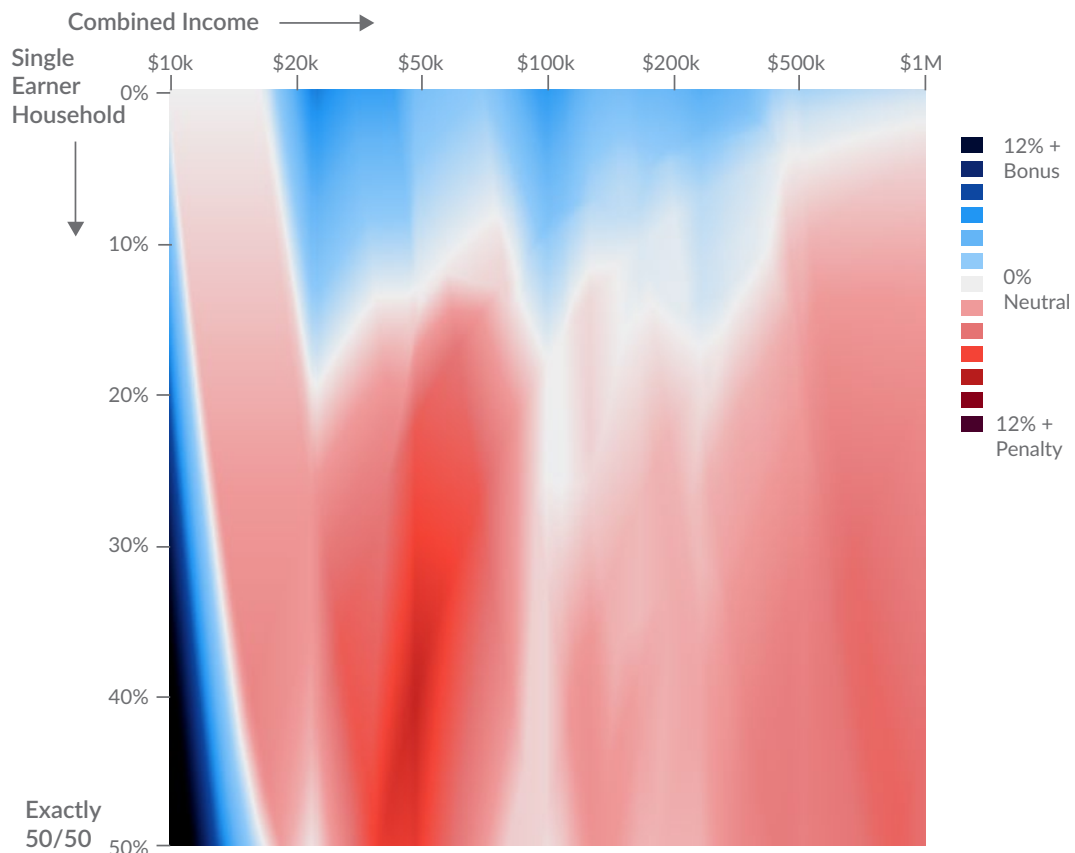 Combined Income
Single
Earner
Household
$10k
$20k
$50k
$100k
$200k
$500k
$1M
0%
10%
20%
30%
40%
50%
Exactly
50/50
12% +
Bonus
0%
Neutral
12% +
Penalty